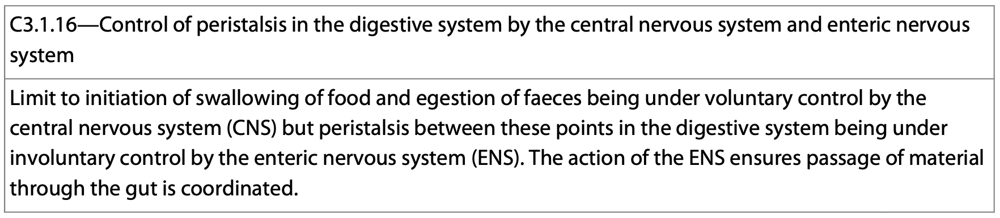 C3.1.16—Control of peristalsis in the digestive system by the central nervous system and enteric nervous
system
Limit to initiation of swallowing of food and egestion of faeces being under voluntary control by the
central nervous system (CNS) but peristalsis between these points in the digestive system being under
involuntary control by the enteric nervous system (ENS). The action of the ENS ensures passage of material
through the gut is coordinated.